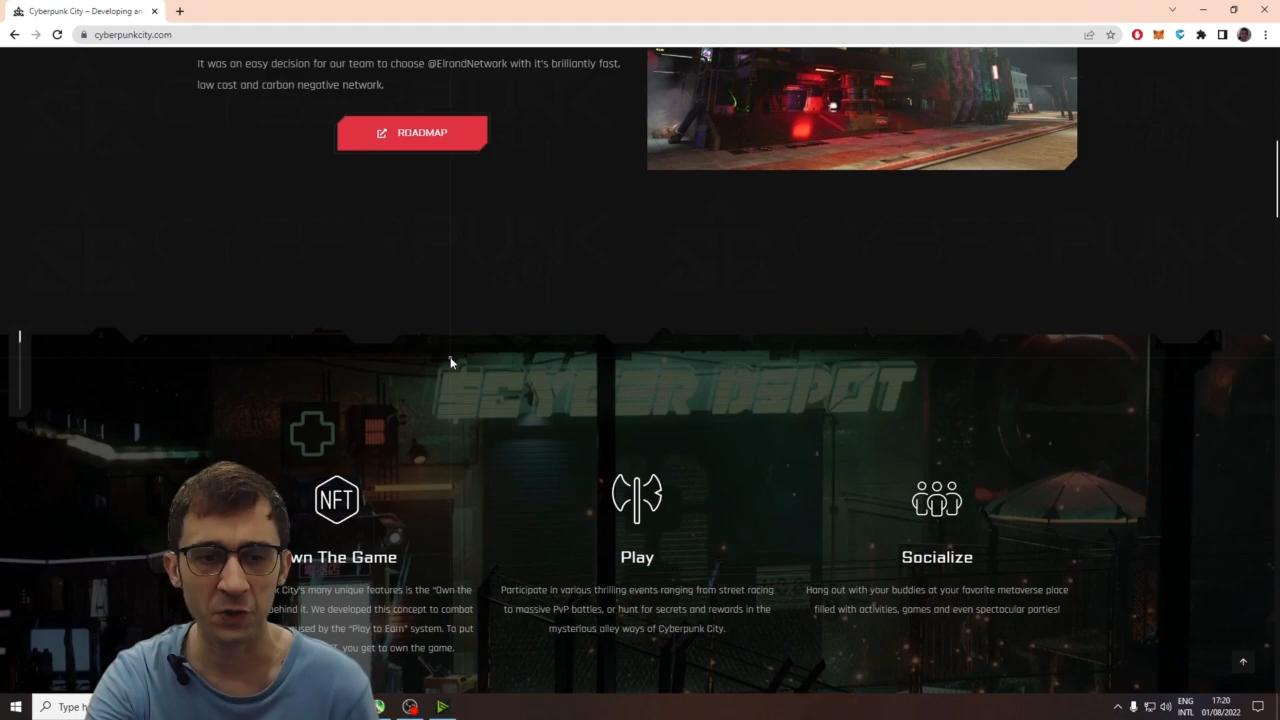 Cyberpunk City – Developing an
cyberpunkcity.com
It was an easy decision for our team to choose @ElrondNetwork with it's brilliantly fast,
low cost and carbon negative network.
ROADMAP
CYBERPUNK
CYBERPUNK
CYBER DEPOT
NFT
wn The Game
Play
Socialize
k City's many unique features is the "Own the
behind it. We developed this concept to combat
used by the "Play to Earn" system. To put
you get to own the game.
Participate in various thrilling events ranging from street racing
to massive PvP battles, or hunt for secrets and rewards in the
mysterious alley ways of Cyberpunk City.
Hang out with your buddies at your favorite metaverse place
filled with activities, games and even spectacular parties!
Type h
ENG
INTL
17:20
01/08/2022